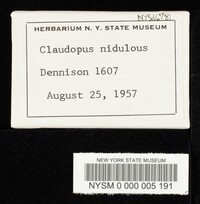 HERBARIUM N. Y. STATE MUSEUM
Claudopus nidulous
Dennison 1607
August 25, 1957
NEW YORK STATE MUSEUM
NYSM 0 000 005 191